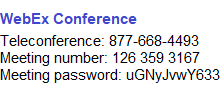 WebEx Conference
Teleconference: 877-668-4493
Meeting number: 126 359 3167
Meeting password: uGNyJvwY633